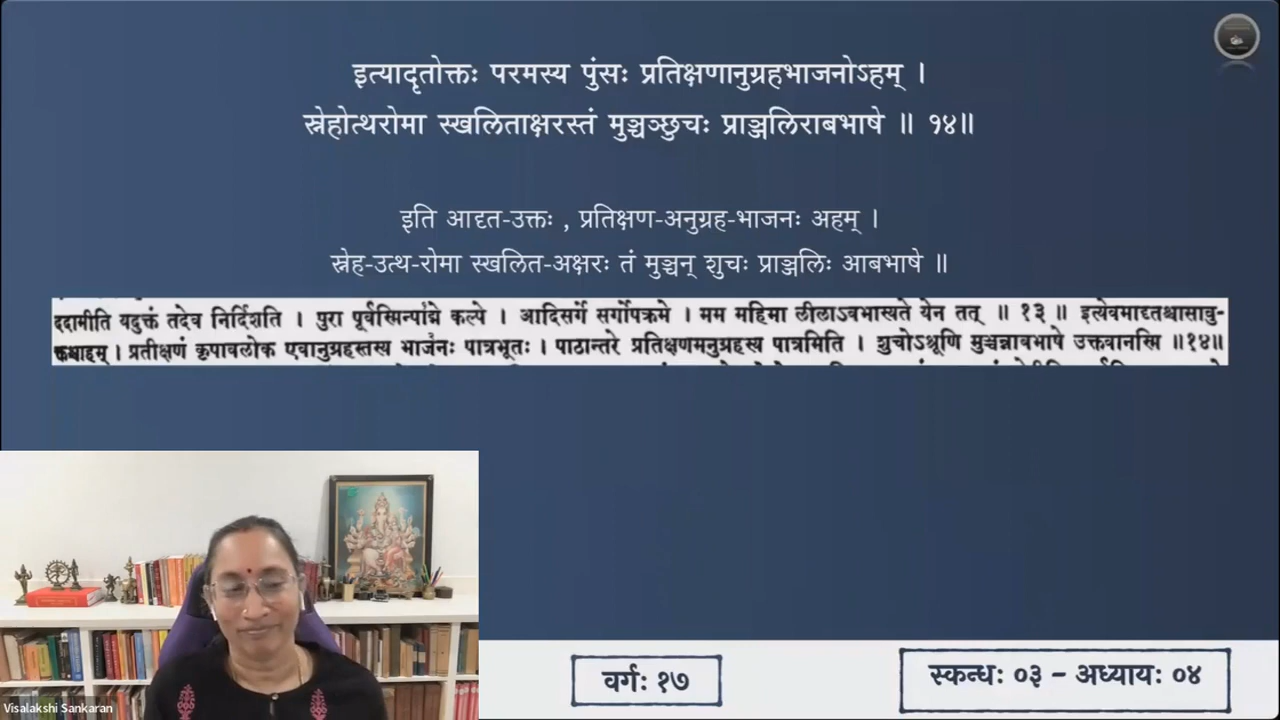 इत्यादृतोक्तः परमस्य पुंसः प्रतिक्षणानुग्रहभाजनोऽहम् ।
स्नेहोत्थरोमा स्खलिताक्षरस्तं मुञ्चञ्छुचः प्राञ्जलिराबभाषे ॥ १४॥
इति आदृत-उक्तः , प्रतिक्षण-अनुग्रह-भाजनः अहम् ।
स्नेह-उत्थ-रोमा स्खलित-अक्षरः तं मुञ्चन् शुचः प्राञ्जलिः आबभाषे ॥
ददामीति यदुक्तं तदेव निर्दिशति । पुरा पूर्वस्मिन्पाद्मे कल्पे । आदिसर्गे सर्गोपक्रमे । मम महिमा लीलाऽवभास्यते येन तत् ॥ १३ ॥ इत्येवमादृतश्चासावु-
क्तश्चाहम् । प्रतीक्षणं कृपावलोक एवानुग्रहस्तस्य भाजनः पात्रभूतः । पाठान्तरे प्रतिक्षणमनुग्रहस्य पात्रमिति । शुचोऽश्रूणि मुञ्चन्नाबभाषे उक्तवानस्मि ॥१४॥
वर्गः १७
स्कन्धः ०३ – अध्यायः ०४
Visalakshi Sankaran